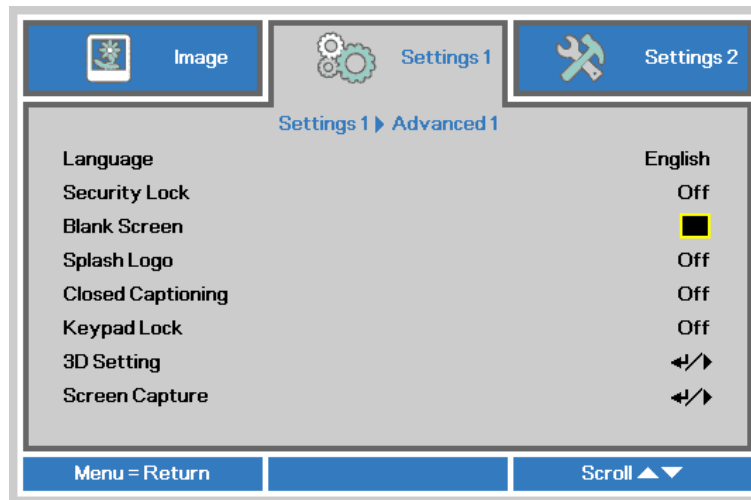 Image
Settings 1
Settings 2
Settings 1 Advanced 1
Language English
Security Lock Off
Blank Screen
Splash Logo Off
Closed Captioning Off
Keypad Lock Off
3D Setting
Screen Capture
Menu = Return
Scroll